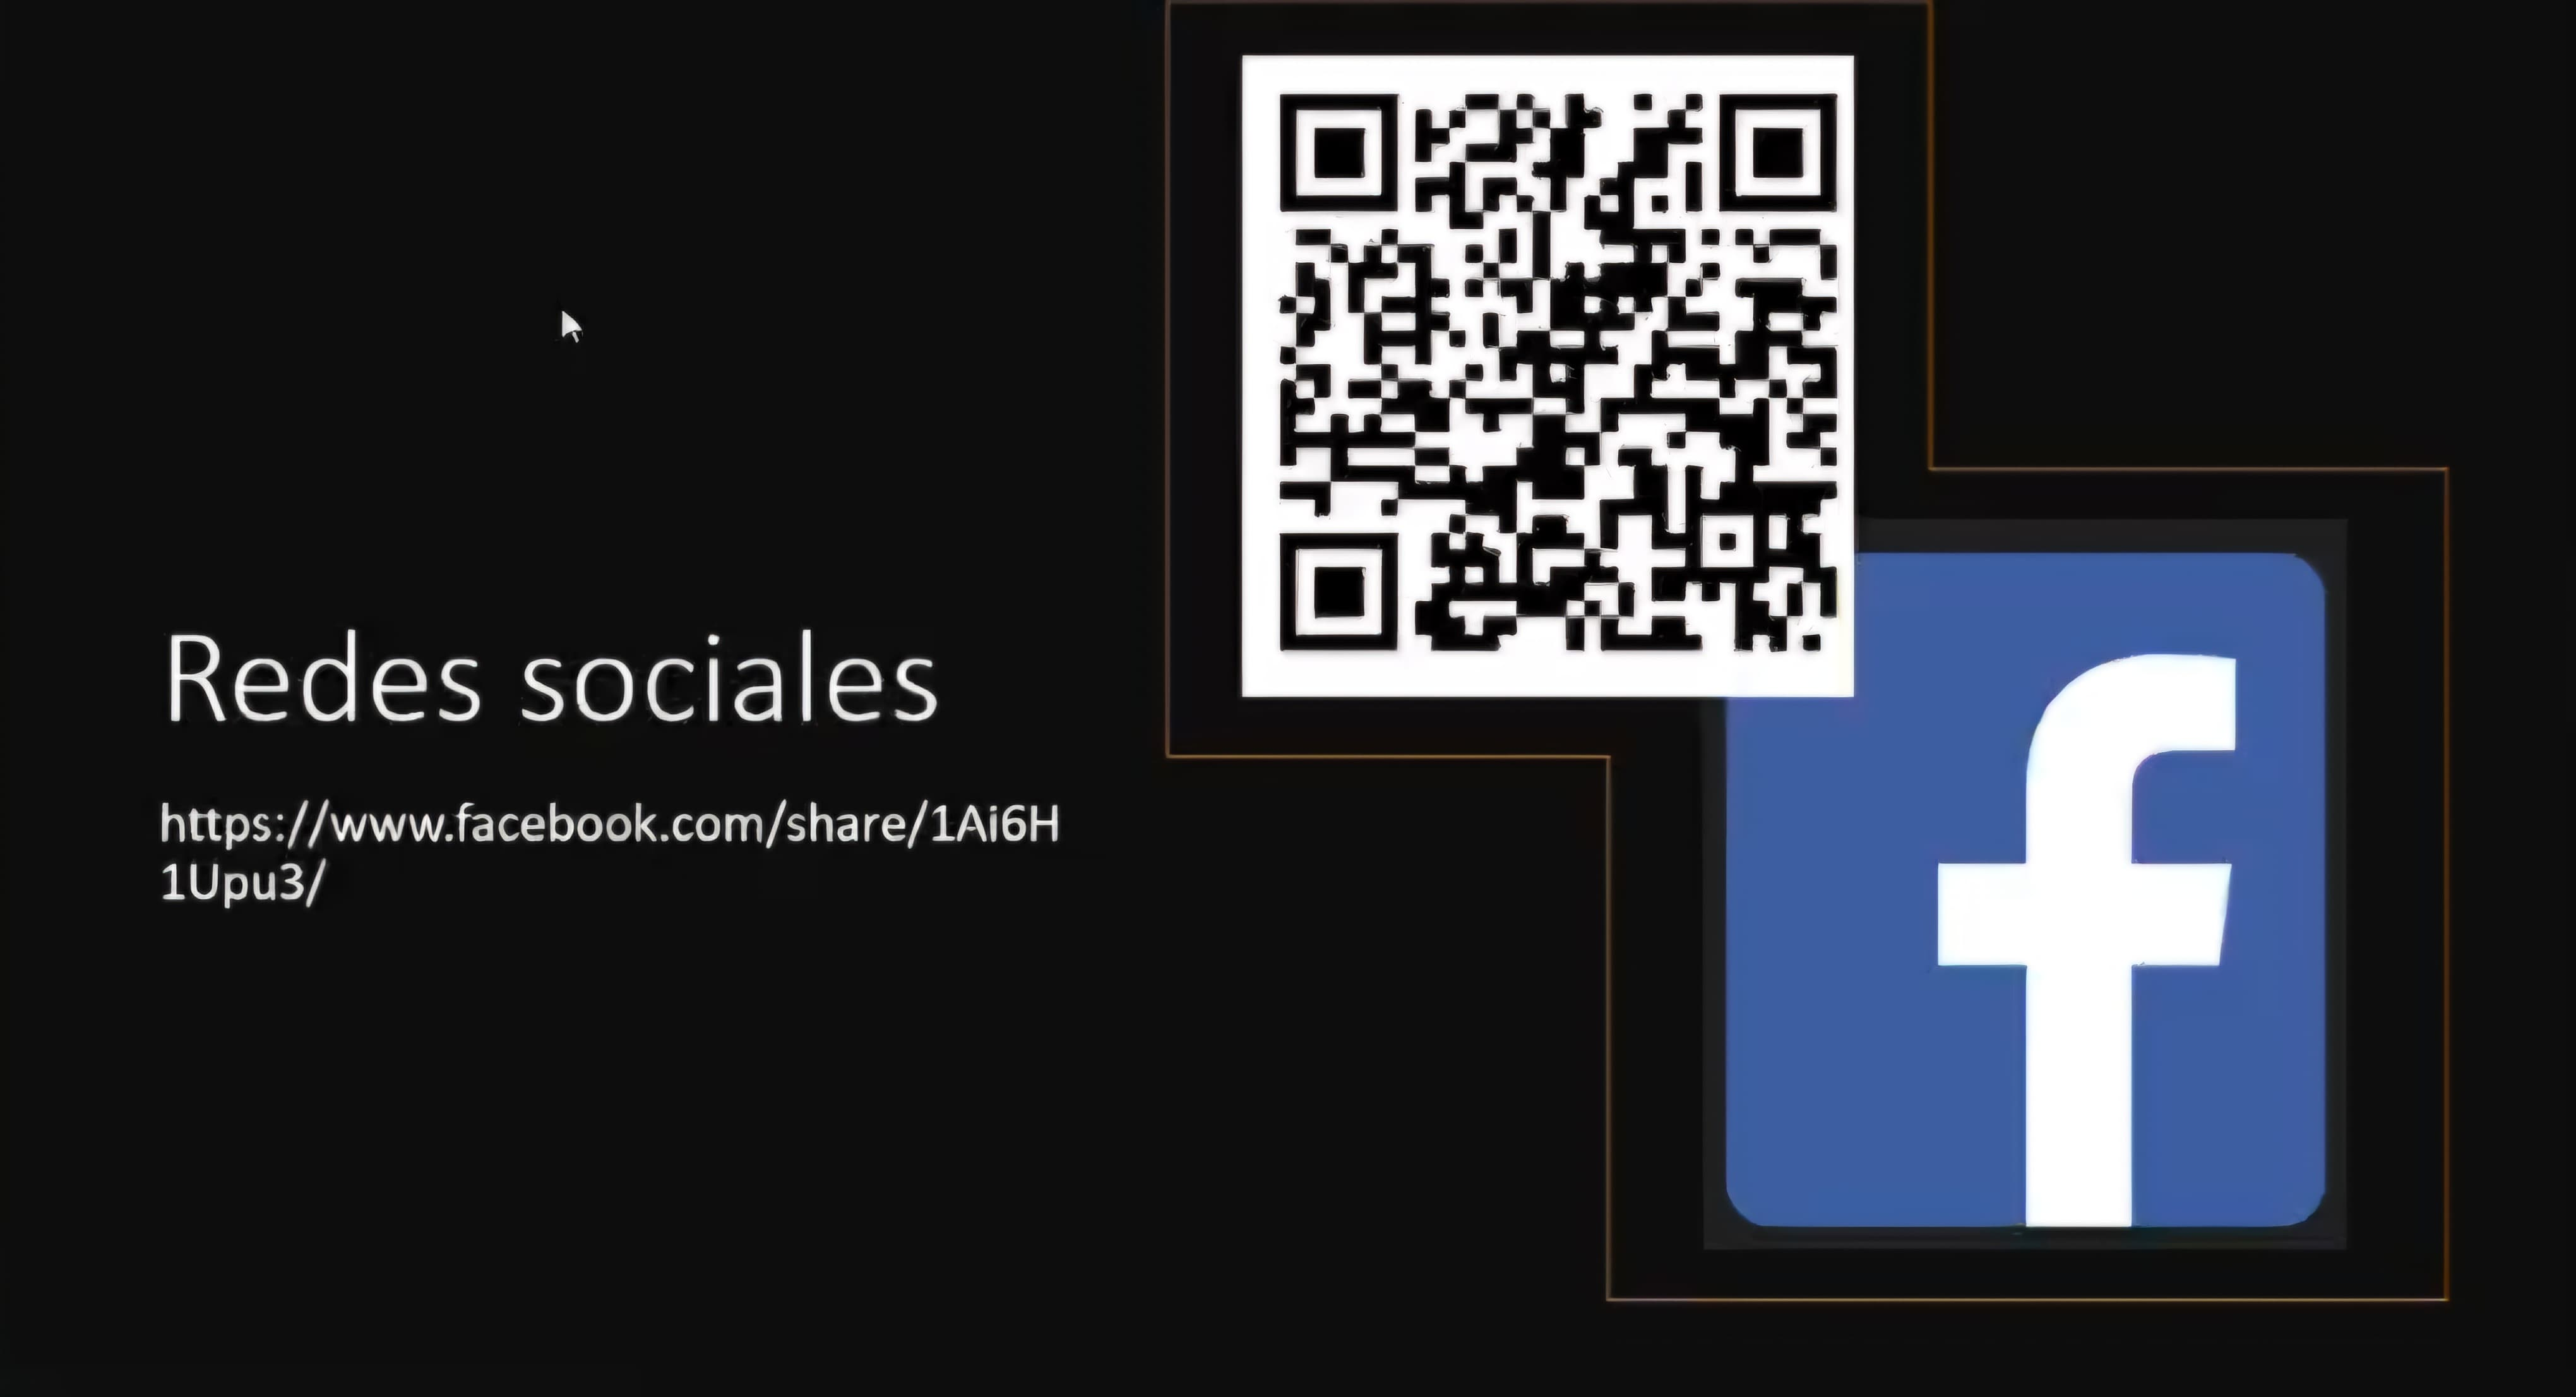 Redes sociales
https://www.facebook.com/share/1Ai6H
1Upu3/